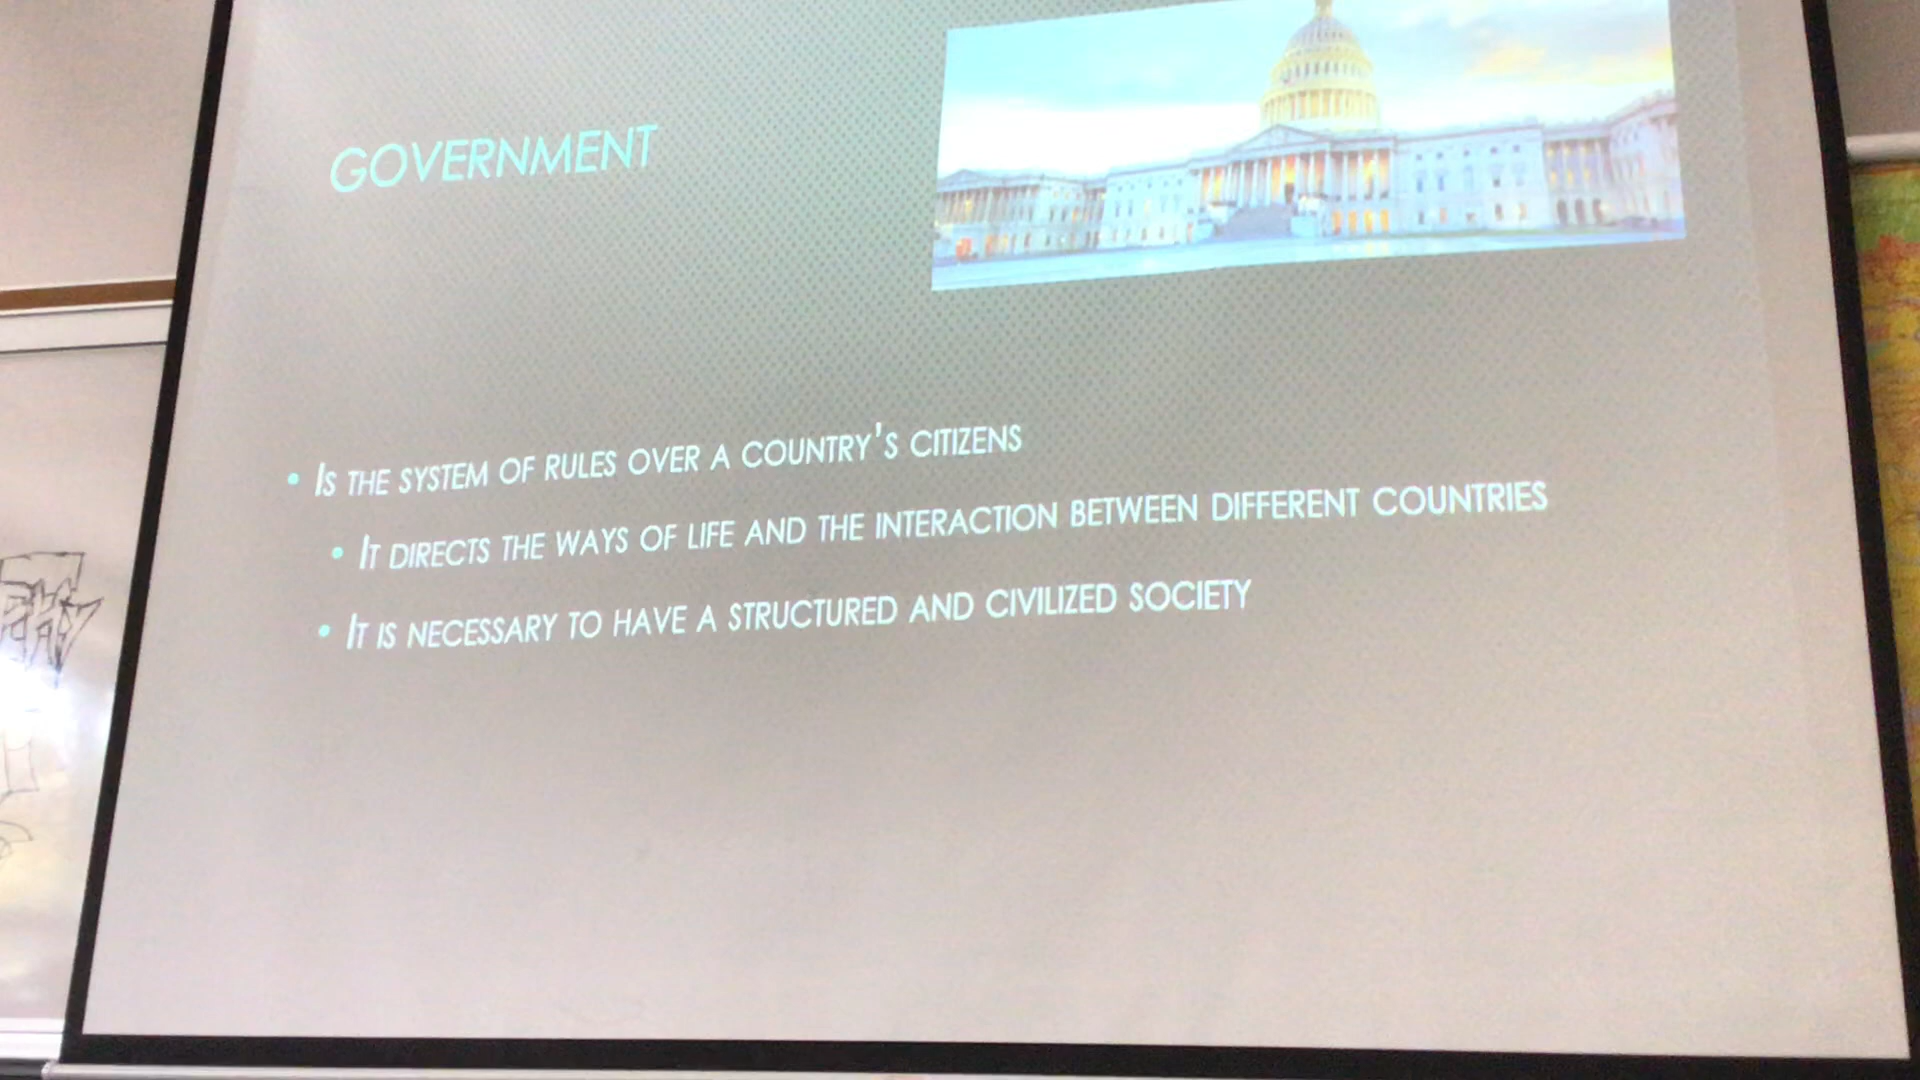 GOVERNMENT
• IS THE SYSTEM OF RULES OVER A COUNTRY'S CITIZENS
• IT DIRECTS THE WAYS OF LIFE AND THE INTERACTION BETWEEN DIFFERENT COUNTRIES
• IT IS NECESSARY TO HAVE A STRUCTURED AND CIVILIZED SOCIETY